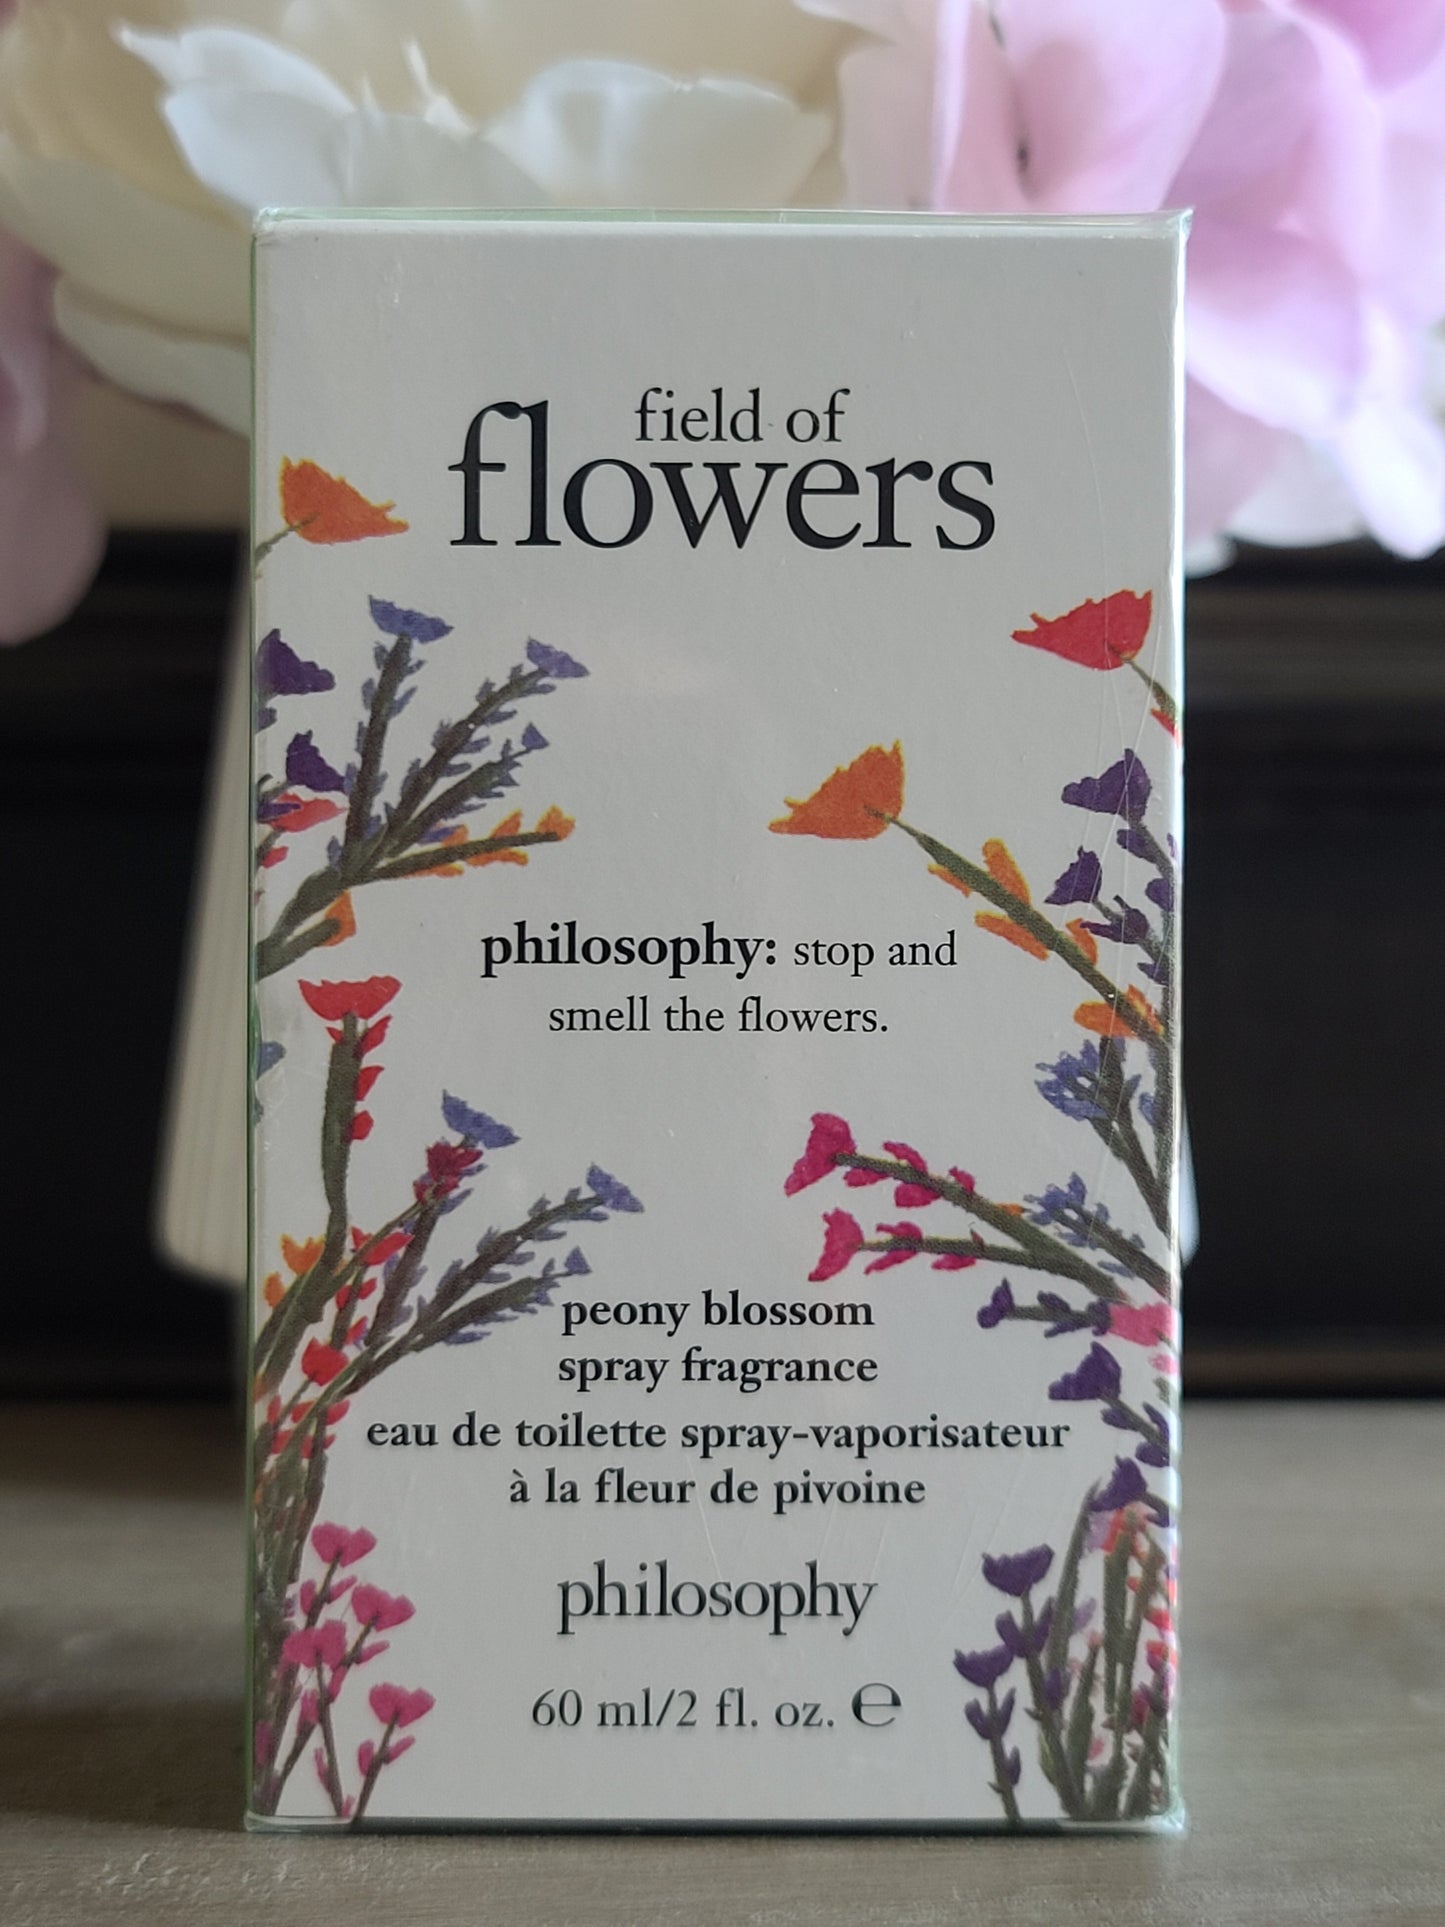 field of
flowers
philosophy: stop and
smell the flowers.
peony blossom
spray fragrance
eau de toilette spray-vaporisateur
à la fleur de pivoine
philosophy
60 ml/2 fl. oz. ℮